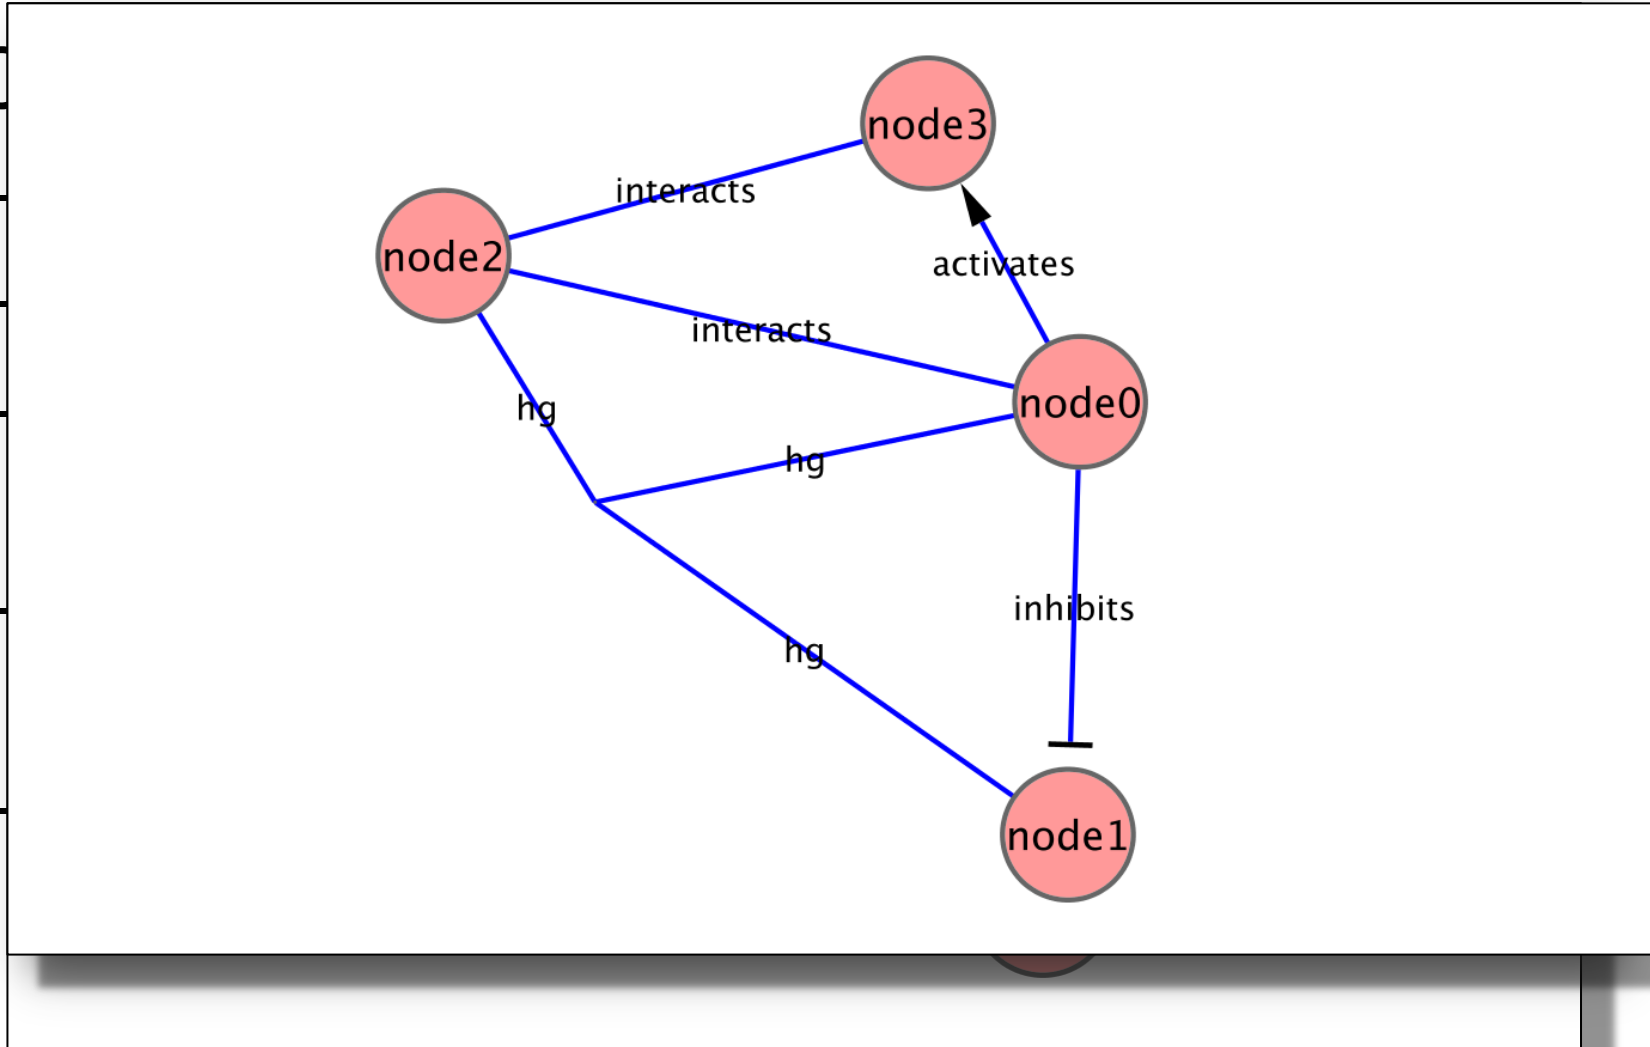 node3
interacts
node2
activates
interacts
node0
hg
hg
inhibits
hg
node1